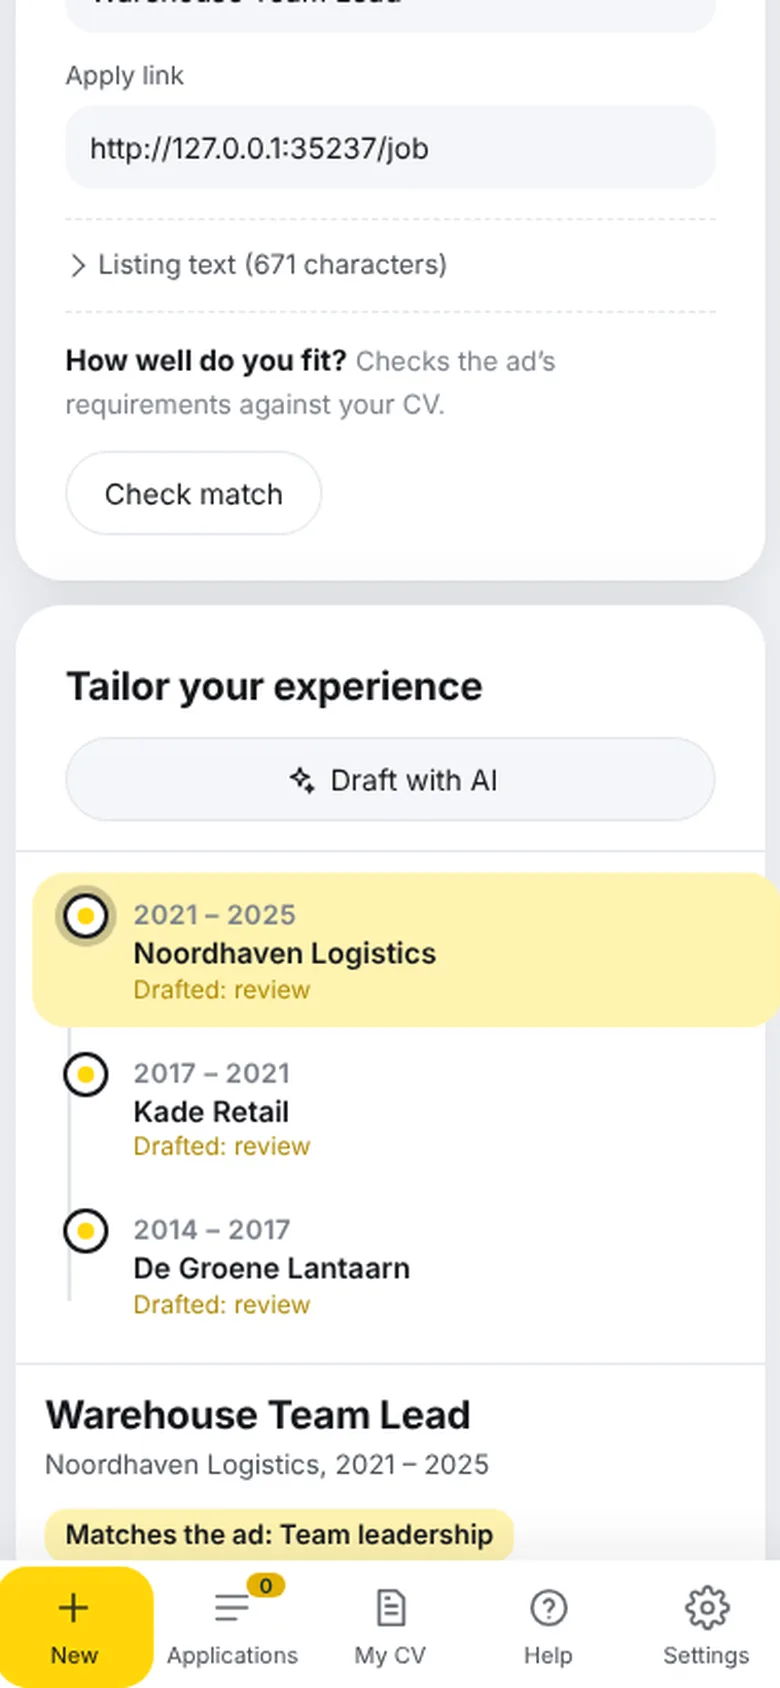 Warehouse Team Lead
Apply link
http://127.0.0.1:35237/job
Listing text (671 characters)
How well do you fit? Checks the ad’s
requirements against your CV.
Check match
Tailor your experience
Draft with AI
2021 – 2025
Noordhaven Logistics
Drafted: review
2017 – 2021
Kade Retail
Drafted: review
2014 – 2017
De Groene Lantaarn
Drafted: review
Warehouse Team Lead
Noordhaven Logistics, 2021 – 2025
Matches the ad: Team leadership
0
New
Applications
My CV
Help
Settings